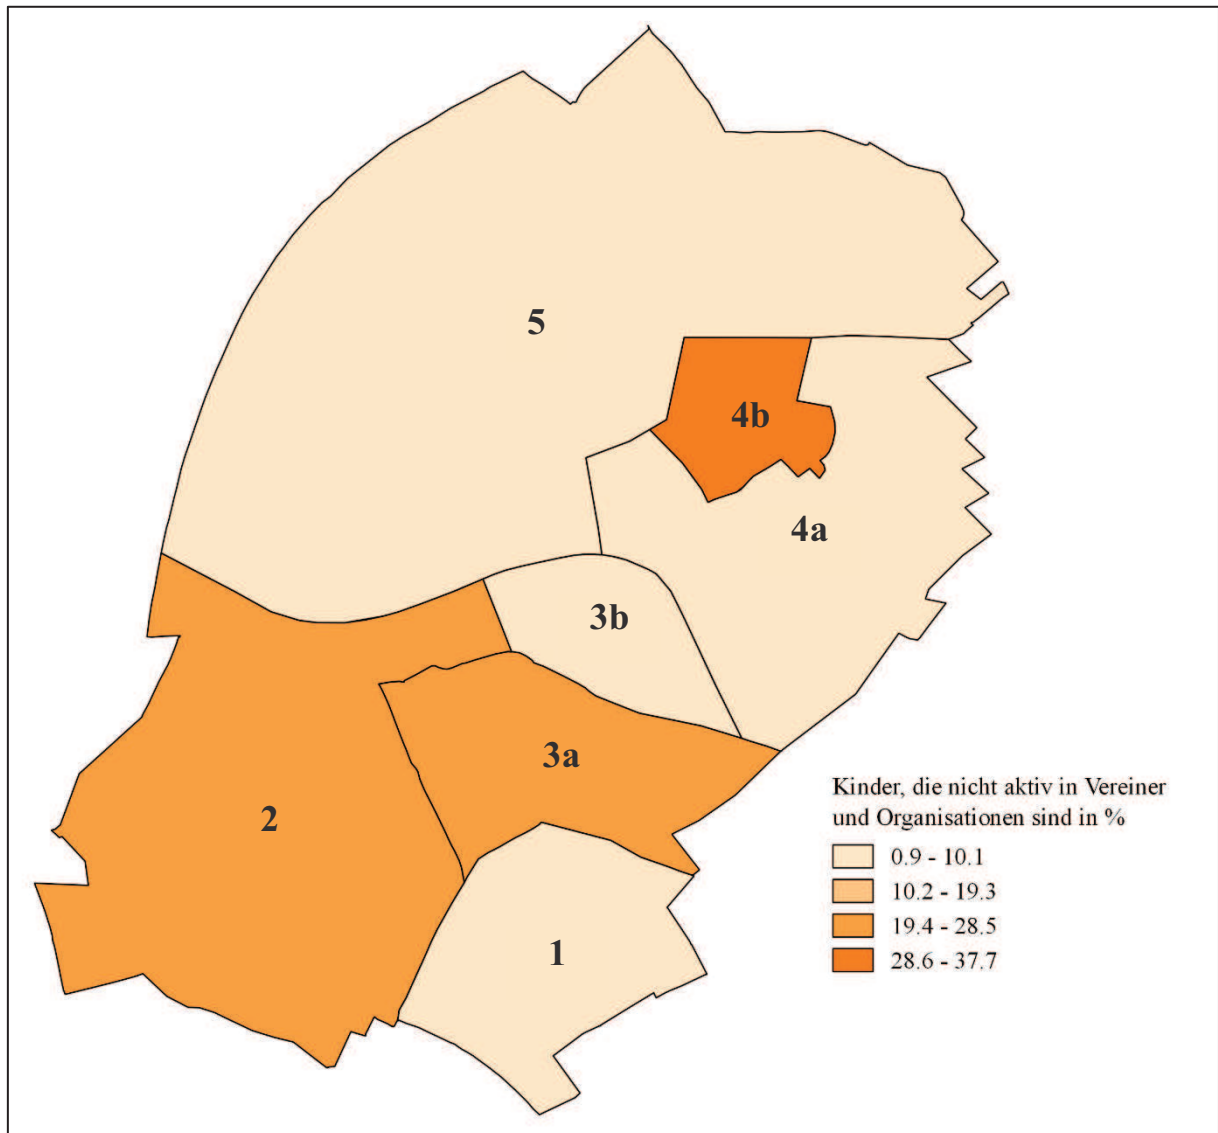 5
4b
4a
3b
3a
2
1
Kinder, die nicht aktiv in Vereiner
und Organisationen sind in %
0.9 - 10.1
10.2 - 19.3
19.4 - 28.5
28.6 - 37.7